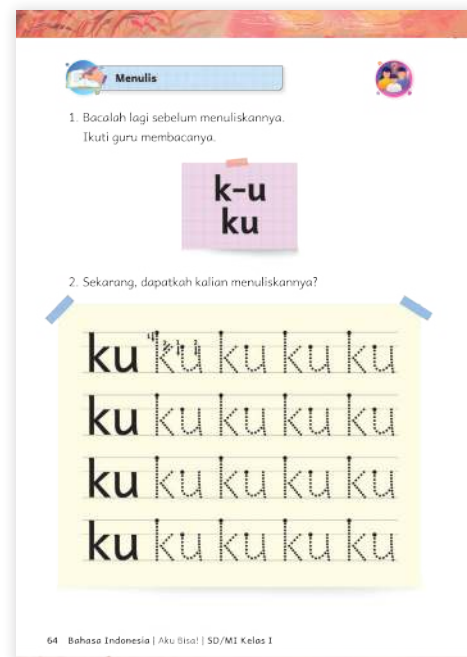 Menulis
1. Bacalah lagi sebelum menuliskannya.
Ikuti guru membacanya.
k-u
ku
2. Sekarang, dapatkah kalian menuliskannya?
ku ku ku ku ku
ku ku ku ku ku
ku ku ku ku ku
ku ku ku ku ku
64 Bahasa Indonesia | Aku Bisa! | SD/MI Kelas I